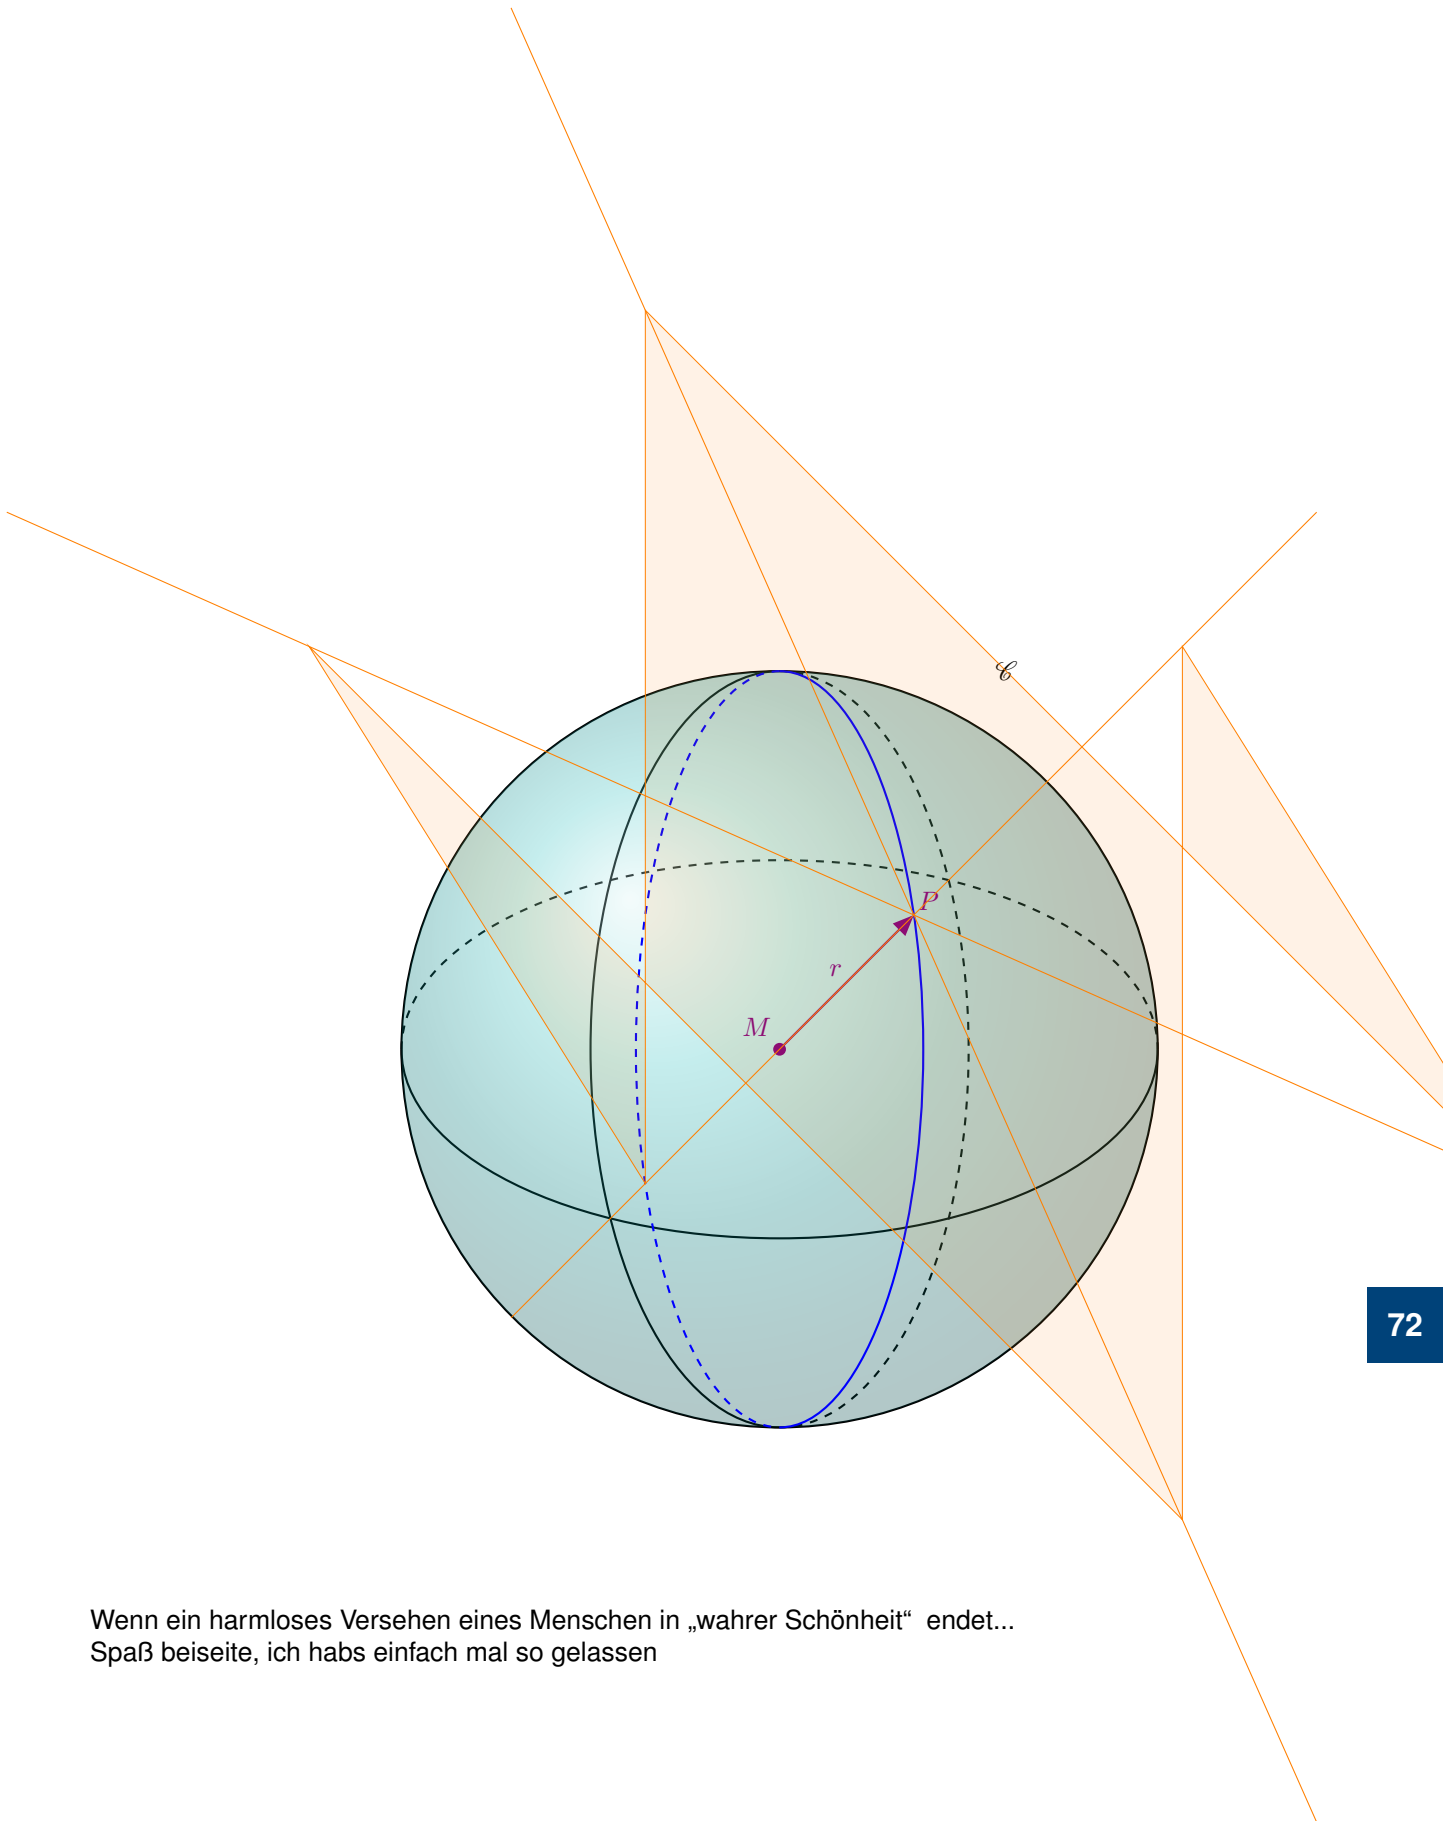 𝒞
P
r
M
72
Wenn ein harmloses Versehen eines Menschen in „wahrer Schönheit“ endet...
Spaß beiseite, ich habs einfach mal so gelassen